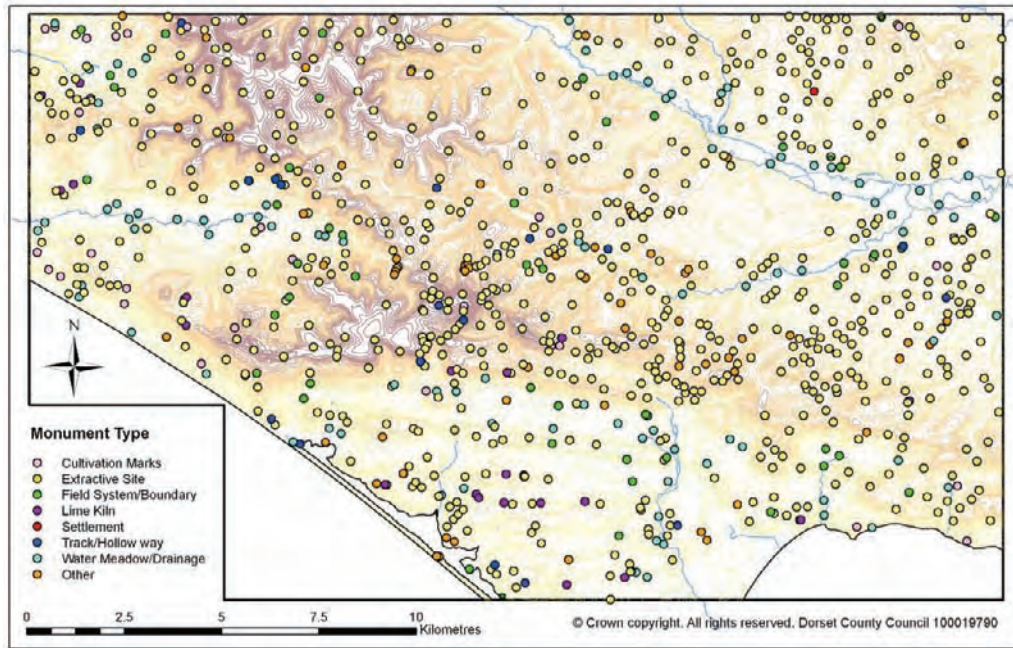 N
Monument Type
Cultivation Marks
Extractive Site
Field System/Boundary
Lime Kiln
Settlement
Track/Hollow way
Water Meadow/Drainage
Other
0 2.5 5 7.5 10
Kilometres
© Crown copyright. All rights reserved. Dorset County Council 100019790